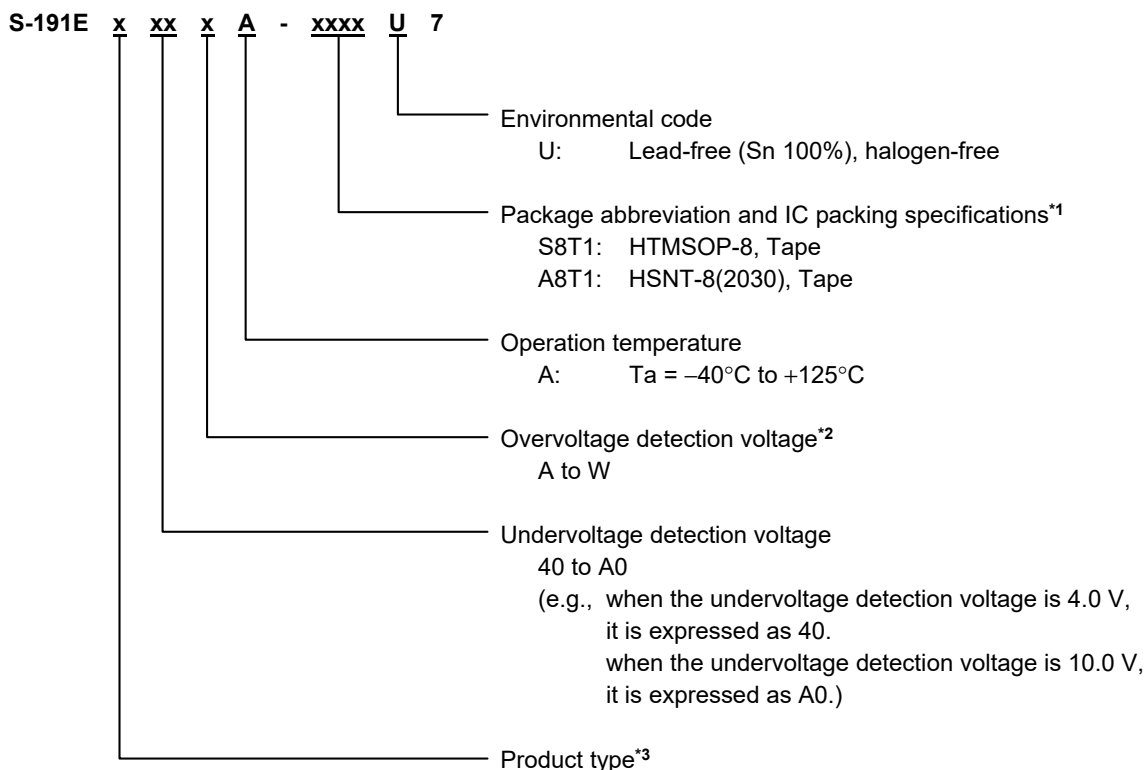 S-191E x xx x A - xxxx U 7
Environmental code
U: Lead-free (Sn 100%), halogen-free
Package abbreviation and IC packing specifications*1
S8T1: HTMSOP-8, Tape
A8T1: HSNT-8(2030), Tape
Operation temperature
A: Ta = −40°C to +125°C
Overvoltage detection voltage*2
A to W
Undervoltage detection voltage
40 to A0
(e.g., when the undervoltage detection voltage is 4.0 V,
it is expressed as 40.
when the undervoltage detection voltage is 10.0 V,
it is expressed as A0.)
Product type*3